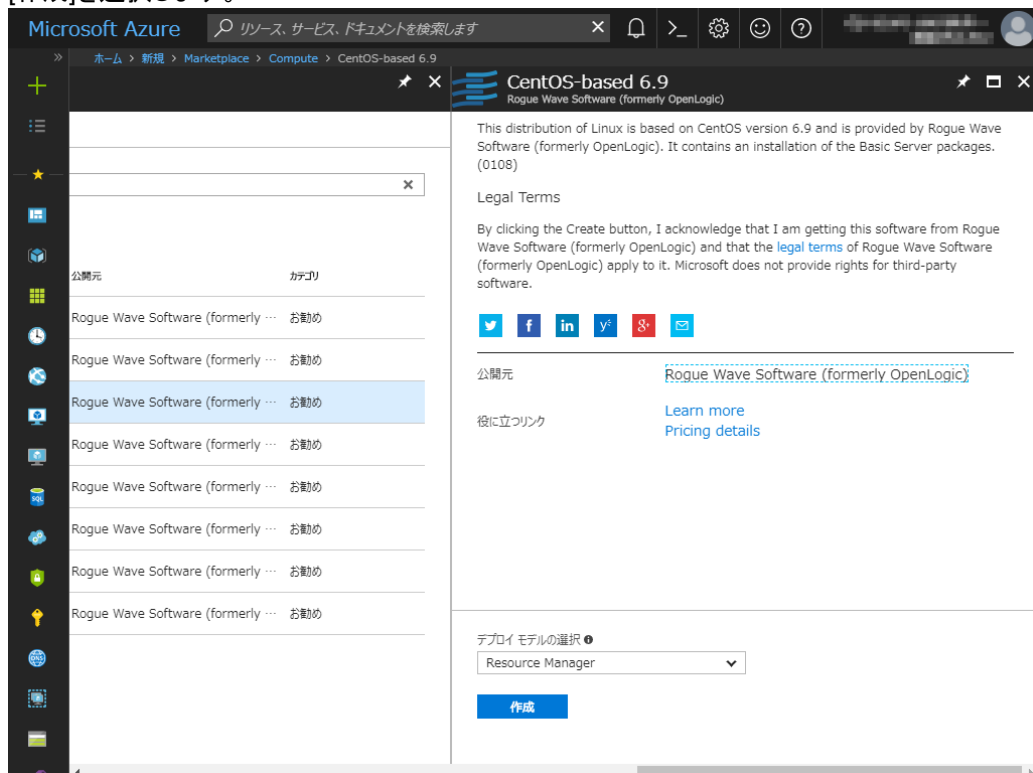 [作成]を選択します。
Microsoft Azure
リソース、サービス、ドキュメントを検索します
ホーム > 新規 > Marketplace > Compute > CentOS-based 6.9
CentOS-based 6.9
Rogue Wave Software (formerly OpenLogic)
This distribution of Linux is based on CentOS version 6.9 and is provided by Rogue Wave
Software (formerly OpenLogic). It contains an installation of the Basic Server packages.
(0108)
Legal Terms
By clicking the Create button, I acknowledge that I am getting this software from Rogue
Wave Software (formerly OpenLogic) and that the legal terms of Rogue Wave Software
(formerly OpenLogic) apply to it. Microsoft does not provide rights for third-party
software.
公開元 カテゴリ
Rogue Wave Software (formerly ··· お勧め
Rogue Wave Software (formerly ··· お勧め
Rogue Wave Software (formerly ··· お勧め
Rogue Wave Software (formerly ··· お勧め
Rogue Wave Software (formerly ··· お勧め
Rogue Wave Software (formerly ··· お勧め
Rogue Wave Software (formerly ··· お勧め
Rogue Wave Software (formerly ··· お勧め
公開元 Rogue Wave Software (formerly OpenLogic)
役に立つリンク Learn more
Pricing details
デプロイ モデルの選択
Resource Manager
作成